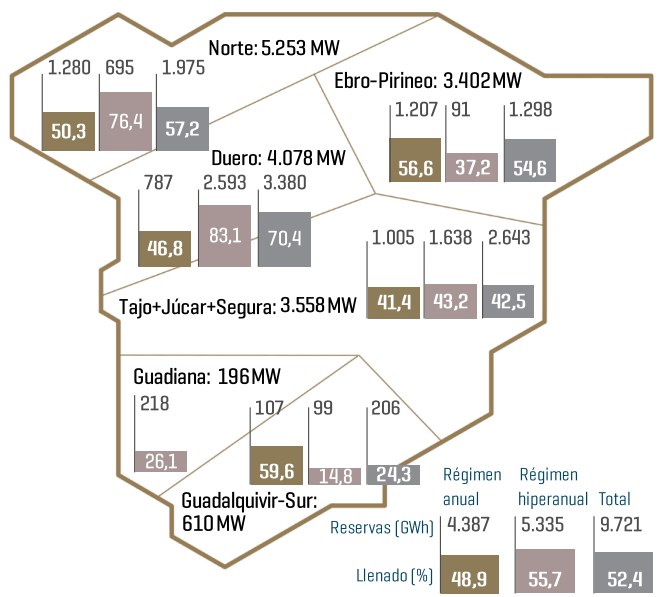 Norte: 5.253 MW
1.280 695 1.975
50,3 76,4 57,2
Ebro-Pirineo: 3.402 MW
1.207 91 1.298
56,6 37,2 54,6
Duero: 4.078 MW
787 2.593 3.380
46,8 83,1 70,4
1.005 1.638 2.643
41,4 43,2 42,5
Tajo+Júcar+Segura: 3.558 MW
Guadiana: 196 MW
218
26,1
107 99 206
59,6 14,8 24,3
Guadalquivir-Sur:
610 MW
Régimen Régimen
anual hiperanual Total
Reservas (GWh) 4.387 5.335 9.721
Llenado (%) 48,9 55,7 52,4